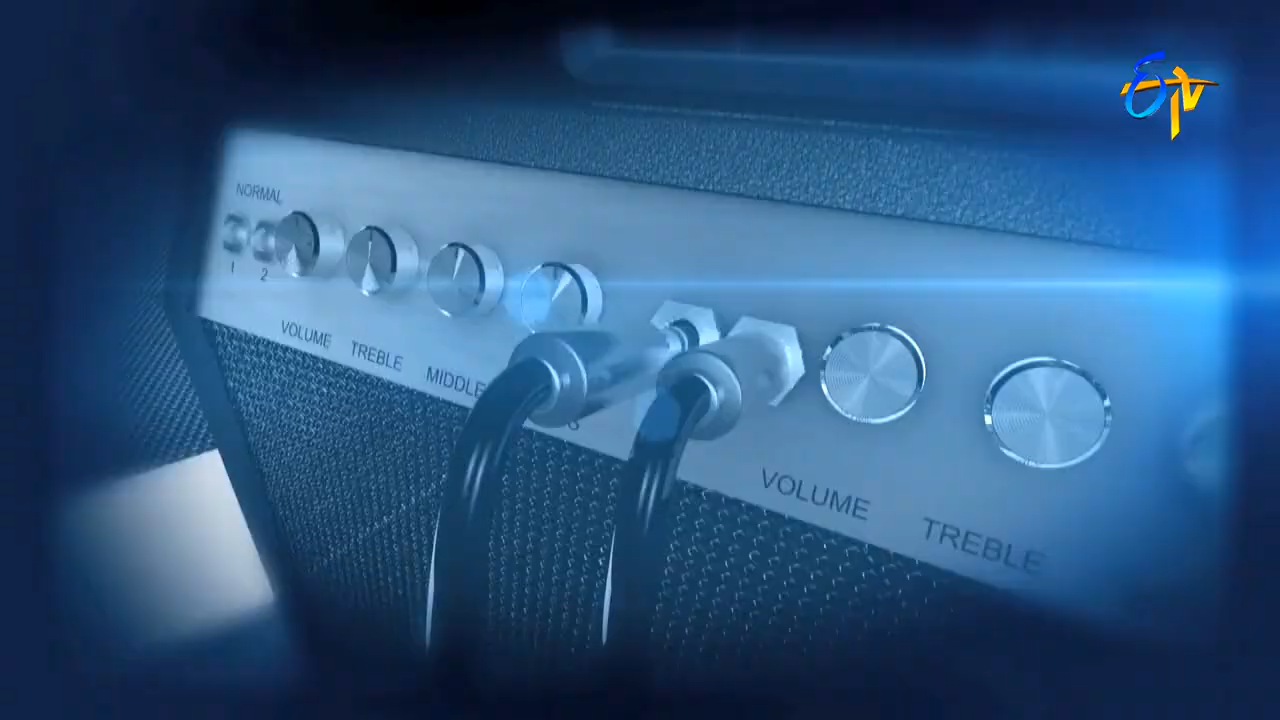 ETV
NORMAL
1 2
VOLUME TREBLE MIDDLE
VOLUME TREBLE